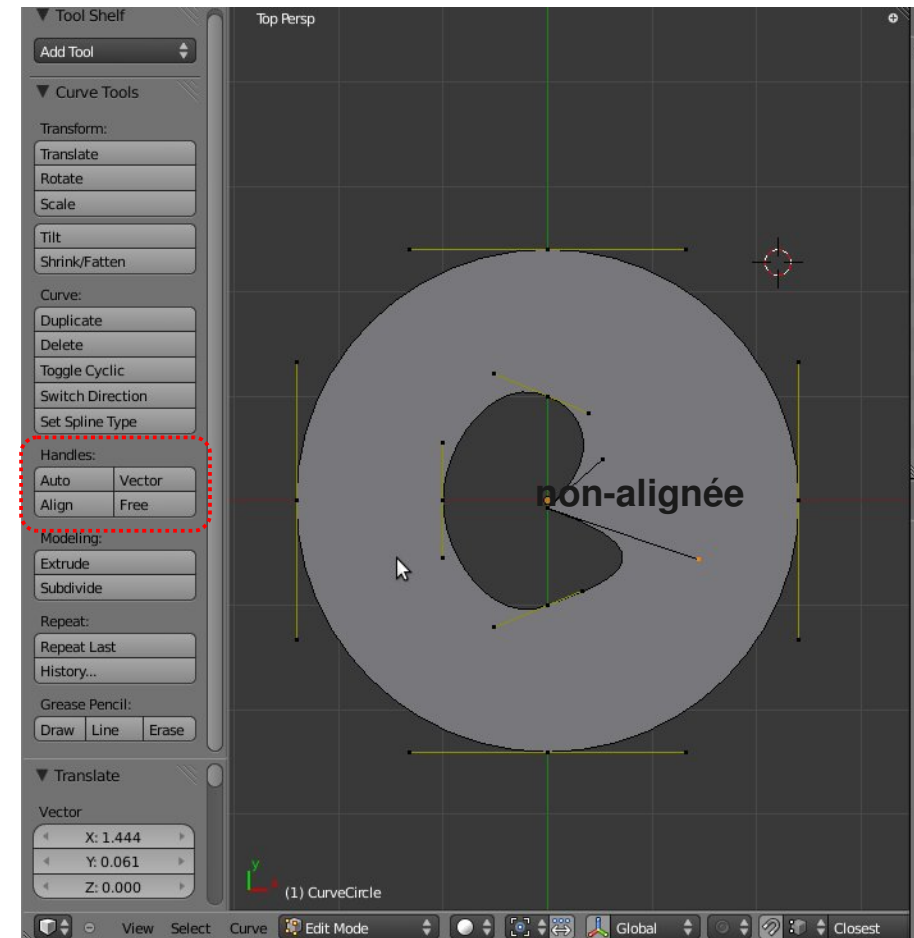 Tool Shelf
Add Tool
Curve Tools
Transform:
Translate
Rotate
Scale
Tilt
Shrink/Fatten
Curve:
Duplicate
Delete
Toggle Cyclic
Switch Direction
Set Spline Type
Handles:
Auto Vector
Align Free
Modeling:
Extrude
Subdivide
Repeat:
Repeat Last
History...
Grease Pencil:
Draw Line Erase
Translate
Vector
X: 1.444
Y: 0.061
Z: 0.000
Top Persp
non-alignée
y
(1) CurveCircle
View Select Curve Edit Mode Global Closest